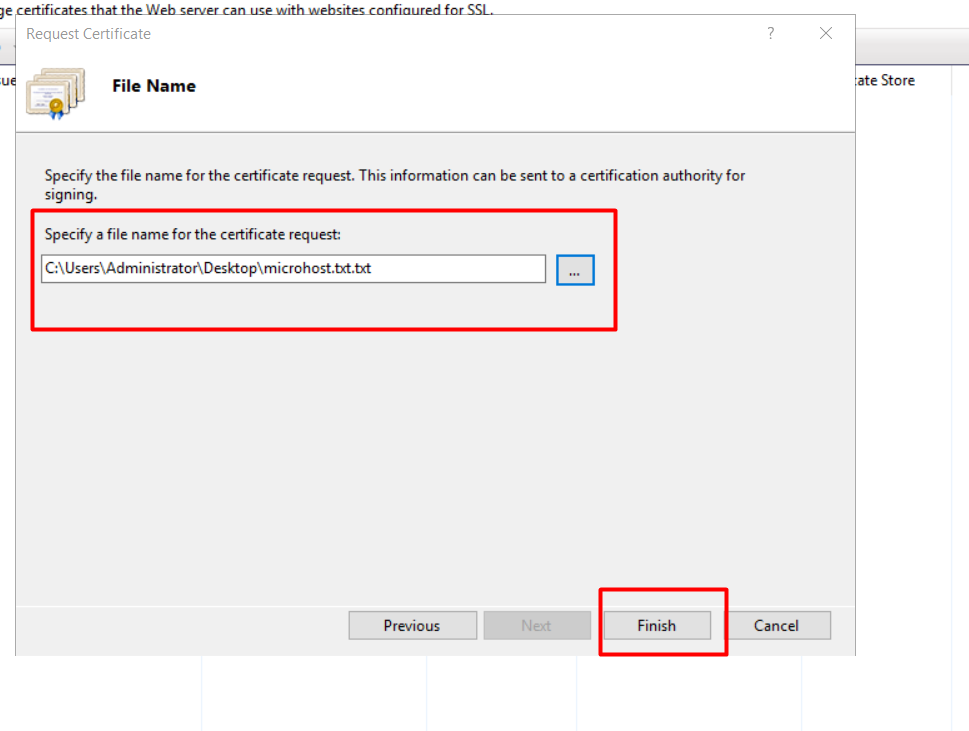 ge certificates that the Web server can use with websites configured for SSL.
Request Certificate
?
File Name
sue
cate Store
Specify the file name for the certificate request. This information can be sent to a certification authority for
signing.
Specify a file name for the certificate request:
C:\Users\Administrator\Desktop\microhost.txt.txt
...
Previous
Next
Finish
Cancel